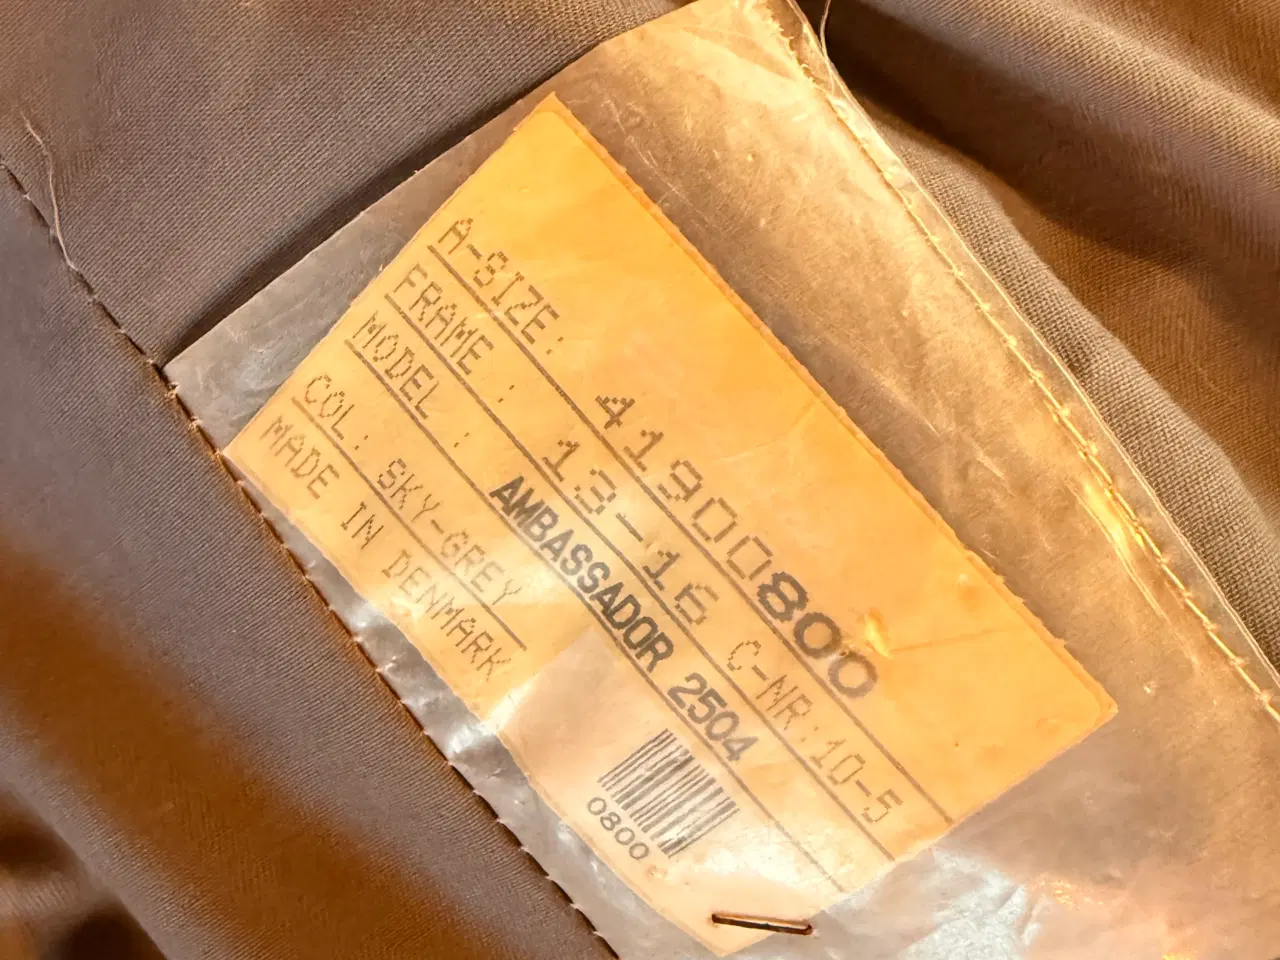 A-SIZE: 41900800
FRAME : 13-16 C-NR:10-5
MODEL : AMBASSADOR 2504
COL: SKY-GREY
MADE IN DENMARK
0800